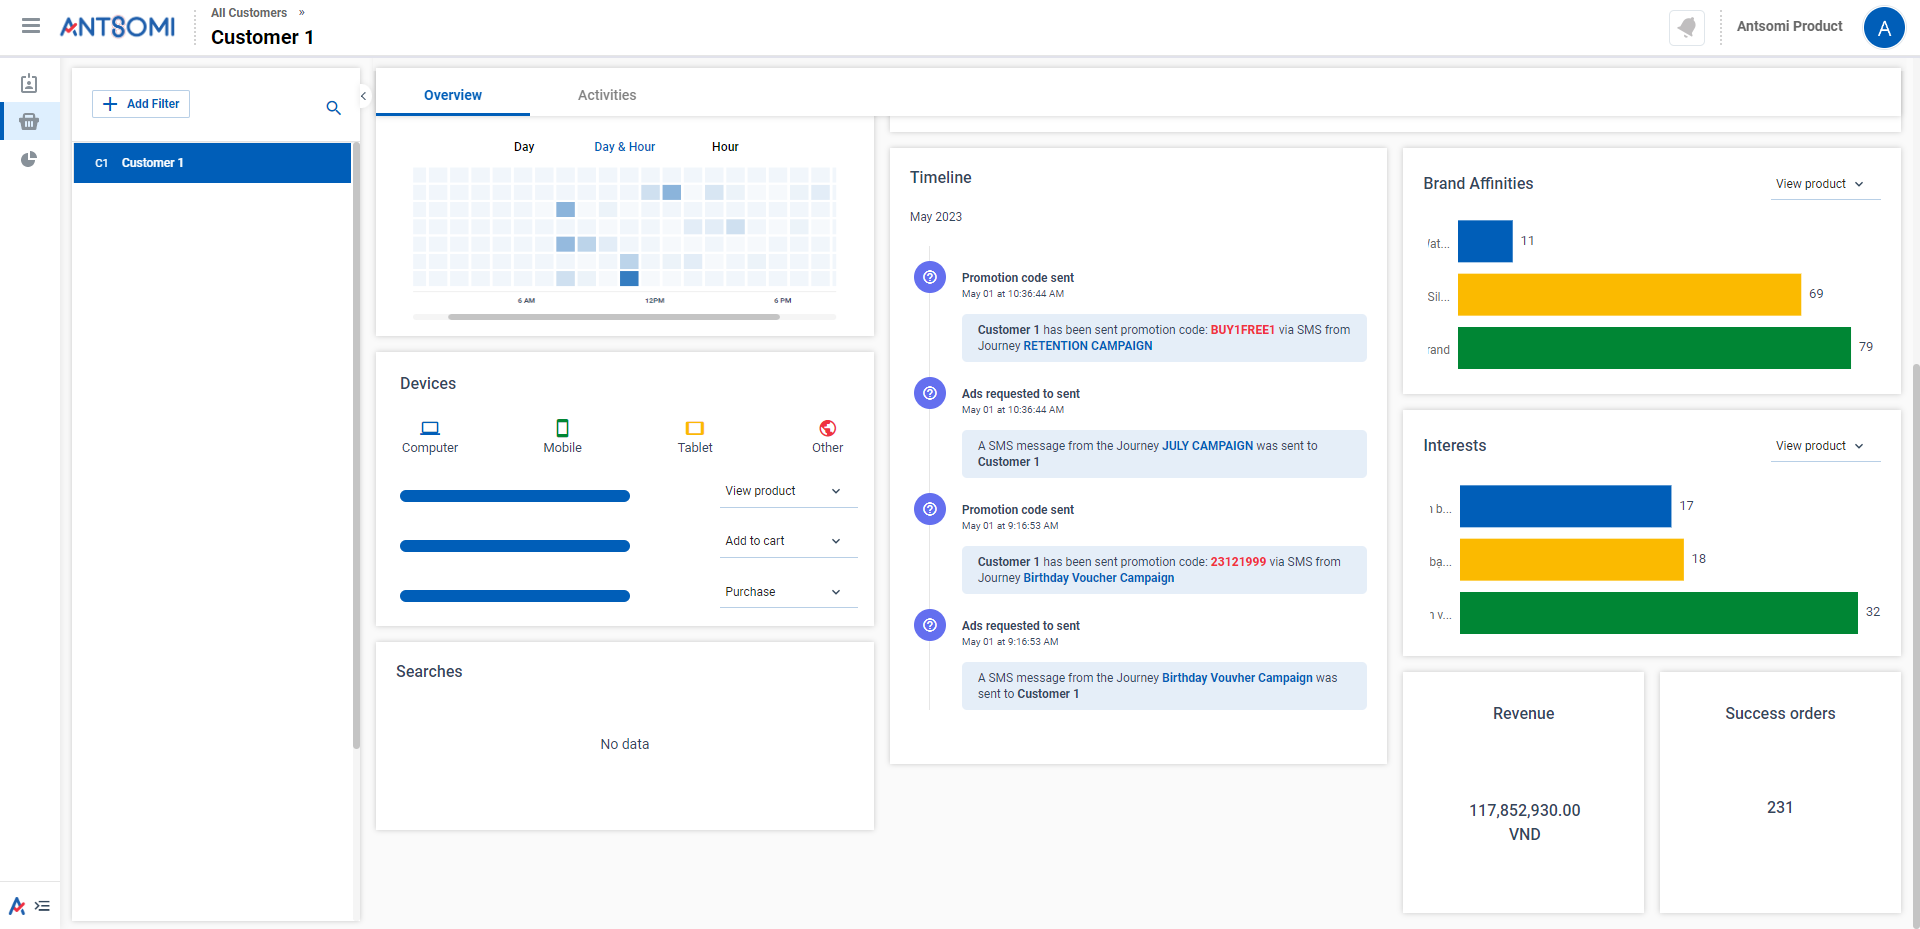 ANTSOMI
All Customers »
Customer 1
Antsomi Product
A
Add Filter
C1 Customer 1
Overview
Activities
Day
Day & Hour
Hour
6 AM
12PM
6 PM
Devices
Computer
Mobile
Tablet
Other
View product
Add to cart
Purchase
Searches
No data
Timeline
May 2023
Promotion code sent
May 01 at 10:36:44 AM
Customer 1 has been sent promotion code: BUY1FREE1 via SMS from
Journey RETENTION CAMPAIGN
Ads requested to sent
May 01 at 10:36:44 AM
A SMS message from the Journey JULY CAMPAIGN was sent to
Customer 1
Promotion code sent
May 01 at 9:16:53 AM
Customer 1 has been sent promotion code: 23121999 via SMS from
Journey Birthday Voucher Campaign
Ads requested to sent
May 01 at 9:16:53 AM
A SMS message from the Journey Birthday Vouvher Campaign was
sent to Customer 1
Brand Affinities
View product
11
Sil...
69
79
Interests
View product
17
ba...
18
32
Revenue
117,852,930.00
VND
Success orders
231